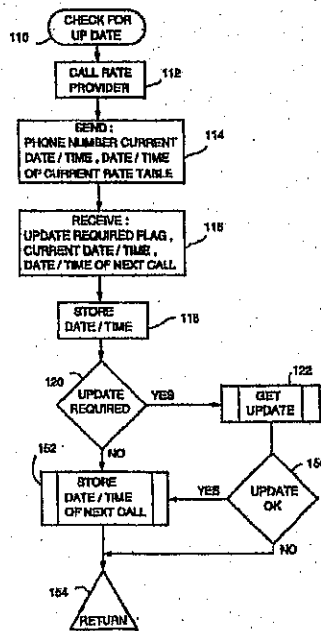 110
CHECK FOR
UP DATE
CALL RATE
PROVIDER
112
SEND :
PHONE NUMBER CURRENT
DATE / TIME , DATE / TIME
OF CURRENT RATE TABLE
114
RECEIVE :
UPDATE REQUIRED FLAG ,
CURRENT DATE / TIME ,
DATE / TIME OF NEXT CALL
116
STORE
DATE / TIME
118
120
UPDATE
REQUIRED
YES
122
GET
UPDATE
NO
152
STORE
DATE / TIME
OF NEXT CALL
YES
UPDATE
OK
NO
154
RETURN